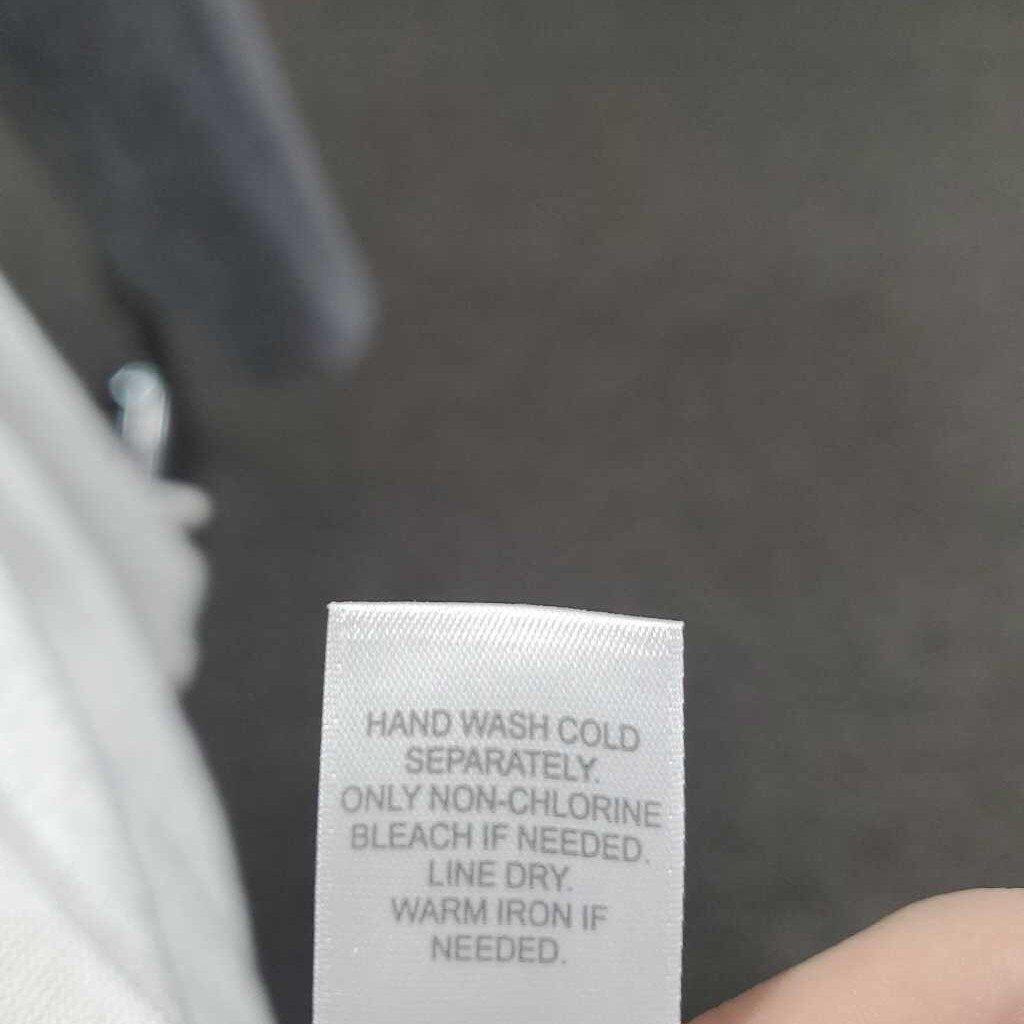 HAND WASH COLD
SEPARATELY.
ONLY NON-CHLORINE
BLEACH IF NEEDED.
LINE DRY.
WARM IRON IF
NEEDED.